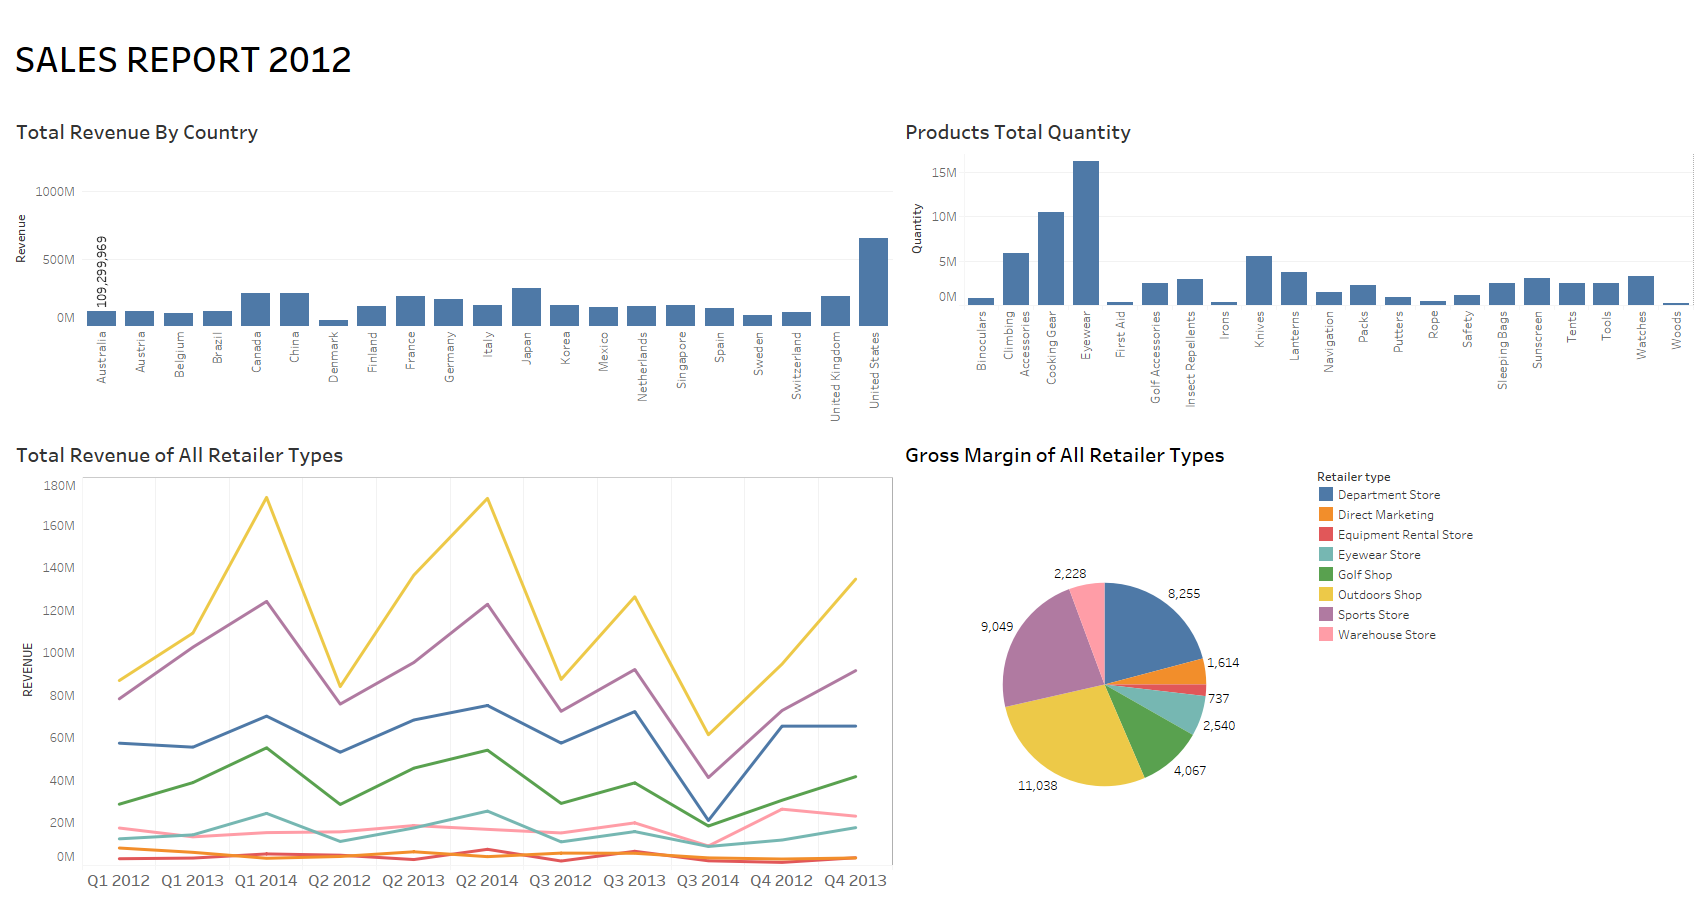 SALES REPORT 2012
Total Revenue By Country
Revenue
1000M
500M
0M
109,299,969
Australia
Austria
Belgium
Brazil
Canada
China
Denmark
Finland
France
Germany
Italy
Japan
Korea
Mexico
Netherlands
Singapore
Spain
Sweden
Switzerland
United Kingdom
United States
Products Total Quantity
Quantity
15M
10M
5M
0M
Binoculars
Climbing
Accessories
Cooking Gear
Eyewear
First Aid
Golf Accessories
Insect Repellents
Irons
Knives
Lanterns
Navigation
Packs
Putters
Rope
Safety
Sleeping Bags
Sunscreen
Tents
Tools
Watches
Woods
Total Revenue of All Retailer Types
REVENUE
180M
160M
140M
120M
100M
80M
60M
40M
20M
0M
Q1 2012
Q1 2013
Q1 2014
Q2 2012
Q2 2013
Q2 2014
Q3 2012
Q3 2013
Q3 2014
Q4 2012
Q4 2013
Gross Margin of All Retailer Types
2,228
8,255
9,049
1,614
737
2,540
4,067
11,038
Retailer type
Department Store
Direct Marketing
Equipment Rental Store
Eyewear Store
Golf Shop
Outdoors Shop
Sports Store
Warehouse Store